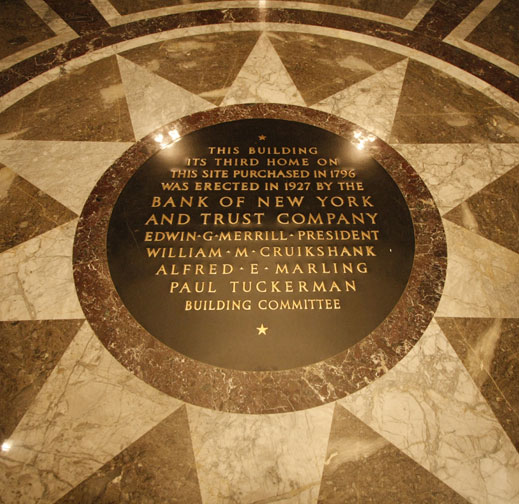 THIS BUILDING
ITS THIRD HOME ON
THIS SITE PURCHASED IN 1796
WAS ERECTED IN 1927 BY THE
BANK OF NEW YORK
AND TRUST COMPANY
EDWIN·G·MERRILL·PRESIDENT
WILLIAM·M·CRUIKSHANK
ALFRED·E·MARLING
PAUL TUCKERMAN
BUILDING COMMITTEE